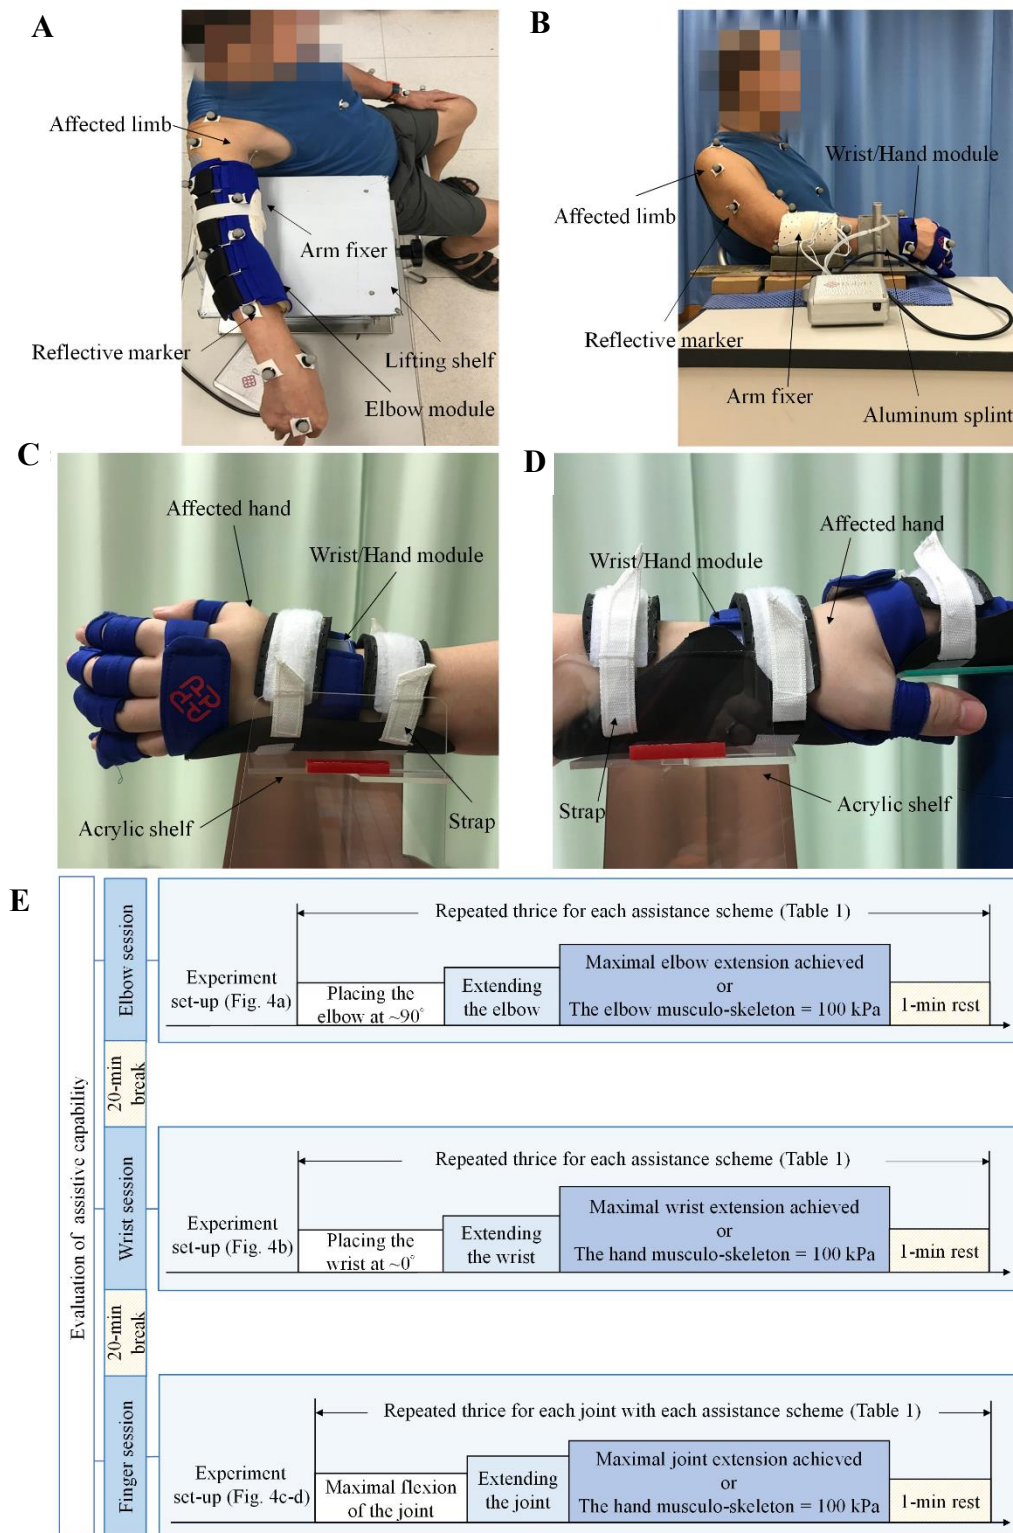 A
Affected limb
Arm fixer
Reflective marker
Lifting shelf
Elbow module
B
Wrist/Hand module
Affected limb
Reflective marker
Arm fixer
Aluminum splint
C
Affected hand
Wrist/Hand module
Acrylic shelf
Strap
D
Affected hand
Wrist/Hand module
Strap
Acrylic shelf
E
Evaluation of assistive capability
Elbow session
Repeated thrice for each assistance scheme (Table 1)
Experiment
set-up (Fig. 4a)
Placing the
elbow at ~90°
Extending
the elbow
Maximal elbow extension achieved
or
The elbow musculo-skeleton = 100 kPa
1-min rest
20-min
break
Wrist session
Repeated thrice for each assistance scheme (Table 1)
Experiment
set-up (Fig. 4b)
Placing the
wrist at ~0°
Extending
the wrist
Maximal wrist extension achieved
or
The hand musculo-skeleton = 100 kPa
1-min rest
20-min
break
Finger session
Repeated thrice for each joint with each assistance scheme (Table 1)
Experiment
set-up (Fig. 4c-d)
Maximal flexion
of the joint
Extending
the joint
Maximal joint extension achieved
or
The hand musculo-skeleton = 100 kPa
1-min rest